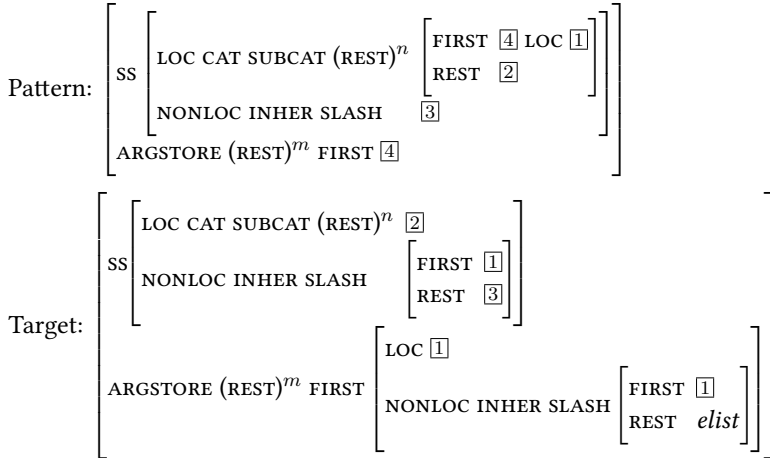 FIRST 4 LOC 1
LOC CAT SUBCAT (REST)^n
REST 2
Pattern: SS
NONLOC INHER SLASH 3
ARGSTORE (REST)^m FIRST 4
LOC CAT SUBCAT (REST)^n 2
SS
FIRST 1
NONLOC INHER SLASH
REST 3
Target:
LOC 1
ARGSTORE (REST)^m FIRST
FIRST 1
NONLOC INHER SLASH
REST elist